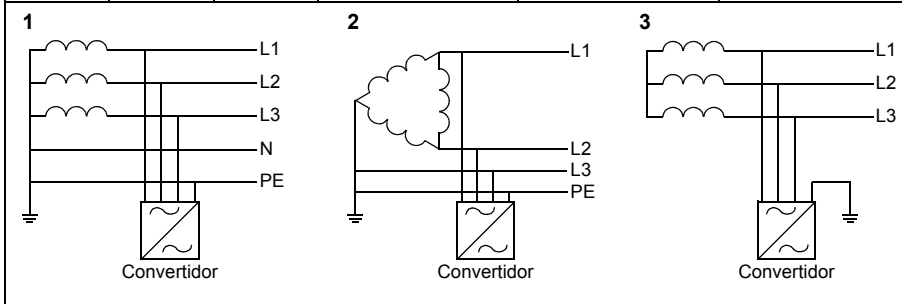 1
L1
L2
L3
N
PE
Convertidor
2
L1
L2
L3
PE
Convertidor
3
L1
L2
L3
Convertidor